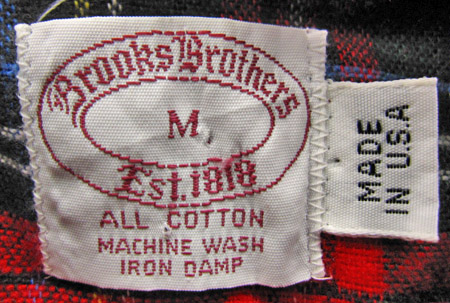 Brooks Brothers
M
Est. 1818
ALL COTTON
MACHINE WASH
IRON DAMP
MADE
IN U.S.A